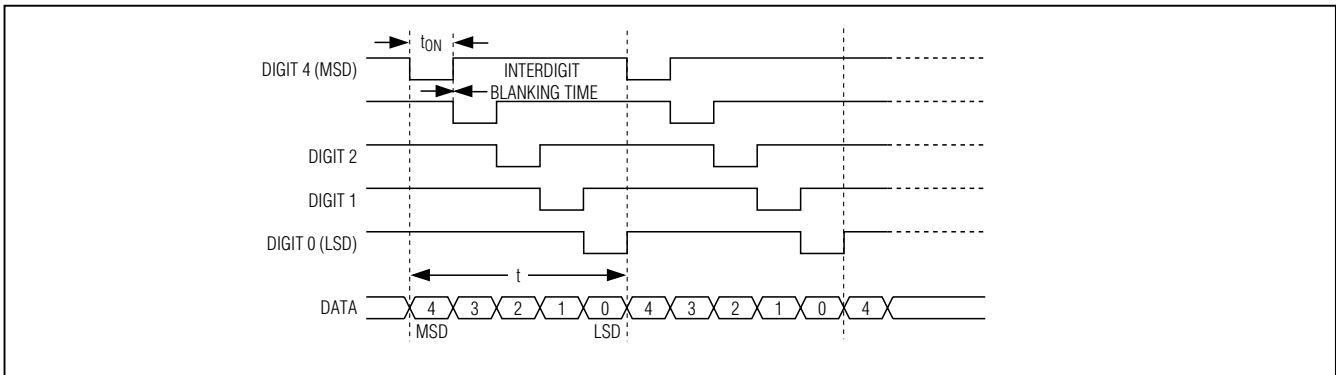 tON
DIGIT 4 (MSD)
INTERDIGIT
BLANKING TIME
DIGIT 2
DIGIT 1
DIGIT 0 (LSD)
t
DATA 4 3 2 1 0 4 3 2 1 0 4
MSD LSD